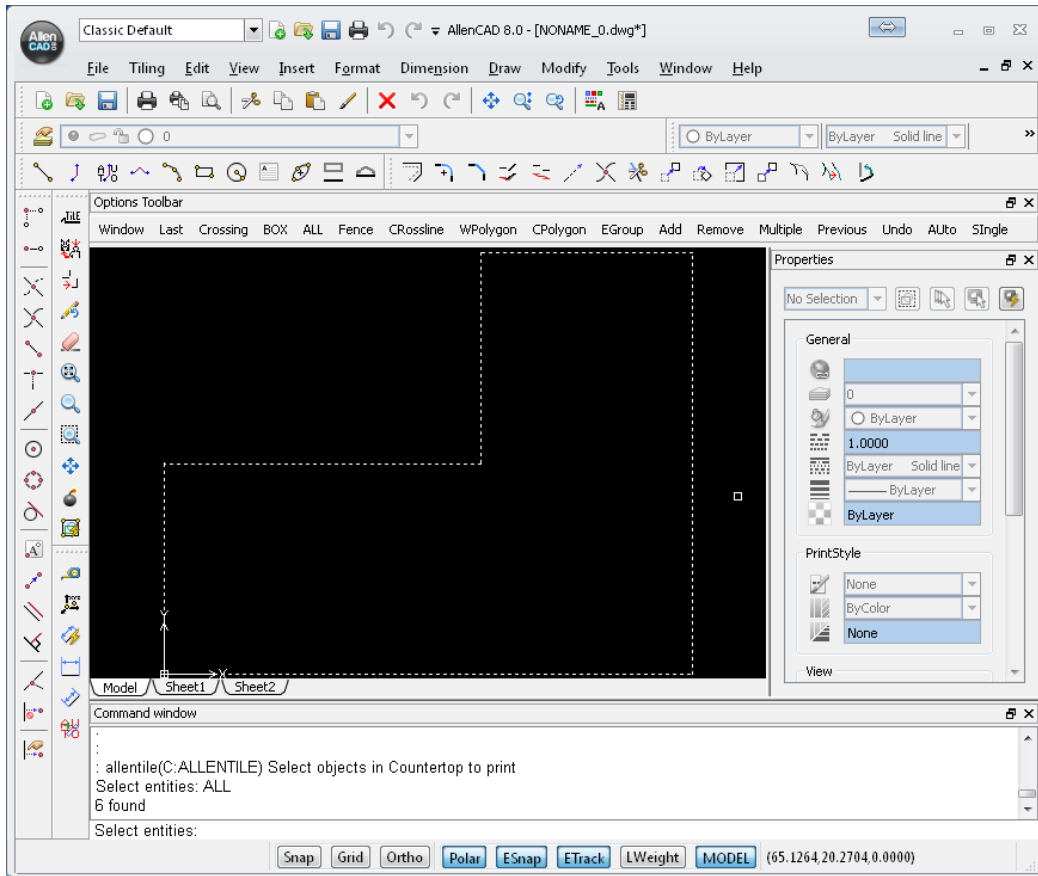 Allen
CAD
Classic Default
AllenCAD 8.0 - [NONAME_0.dwg*]
File Tiling Edit View Insert Format Dimension Draw Modify Tools Window Help
0 ByLayer ByLayer Solid line »
Options Toolbar
TILE
Window Last Crossing BOX ALL Fence CRossline WPolygon CPolygon EGroup Add Remove Multiple Previous Undo AUto SIngle
Properties
No Selection
General
0
ByLayer
1.0000
ByLayer Solid line
ByLayer
ByLayer
PrintStyle
None
ByColor
None
View
Y
X
Model Sheet1 Sheet2
Command window
:
:
: allentile(C:ALLENTILE) Select objects in Countertop to print
Select entities: ALL
6 found
Select entities:
Snap Grid Ortho Polar ESnap ETrack LWeight MODEL (65.1264,20.2704,0.0000)